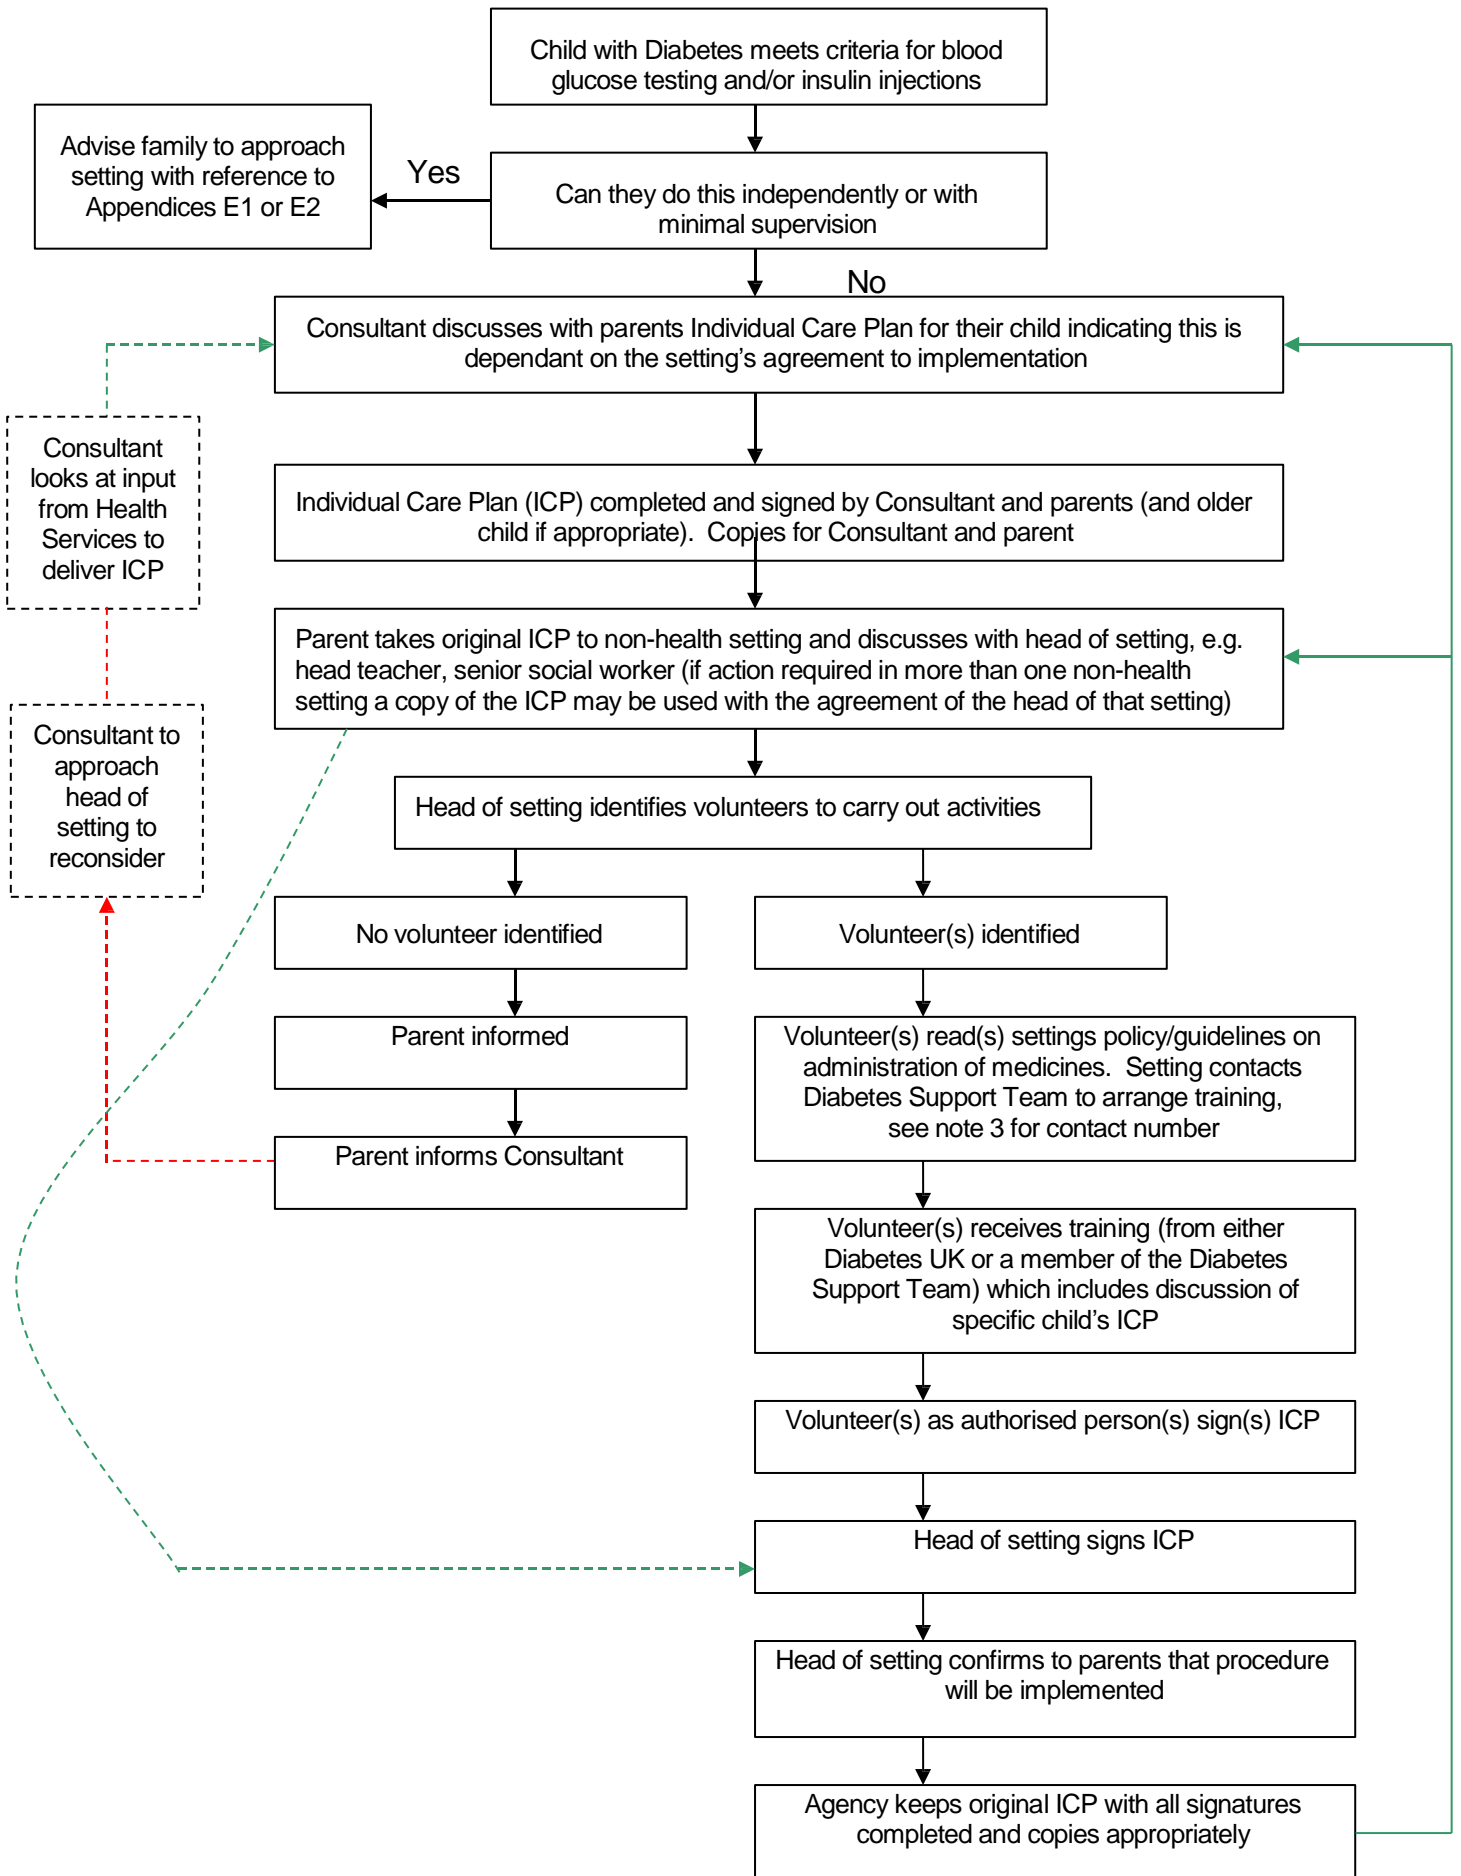 Child with Diabetes meets criteria for blood
glucose testing and/or insulin injections
Advise family to approach
setting with reference to
Appendices E1 or E2
Yes
Can they do this independently or with
minimal supervision
No
Consultant discusses with parents Individual Care Plan for their child indicating this is
dependant on the setting's agreement to implementation
Consultant
looks at input
from Health
Services to
deliver ICP
Individual Care Plan (ICP) completed and signed by Consultant and parents (and older
child if appropriate).  Copies for Consultant and parent
Parent takes original ICP to non-health setting and discusses with head of setting, e.g.
head teacher, senior social worker (if action required in more than one non-health
setting a copy of the ICP may be used with the agreement of the head of that setting)
Consultant to
approach
head of
setting to
reconsider
Head of setting identifies volunteers to carry out activities
No volunteer identified
Volunteer(s) identified
Parent informed
Volunteer(s) read(s) settings policy/guidelines on
administration of medicines.  Setting contacts
Diabetes Support Team to arrange training,
see note 3 for contact number
Parent informs Consultant
Volunteer(s) receives training (from either
Diabetes UK or a member of the Diabetes
Support Team) which includes discussion of
specific child's ICP
Volunteer(s) as authorised person(s) sign(s) ICP
Head of setting signs ICP
Head of setting confirms to parents that procedure
will be implemented
Agency keeps original ICP with all signatures
completed and copies appropriately